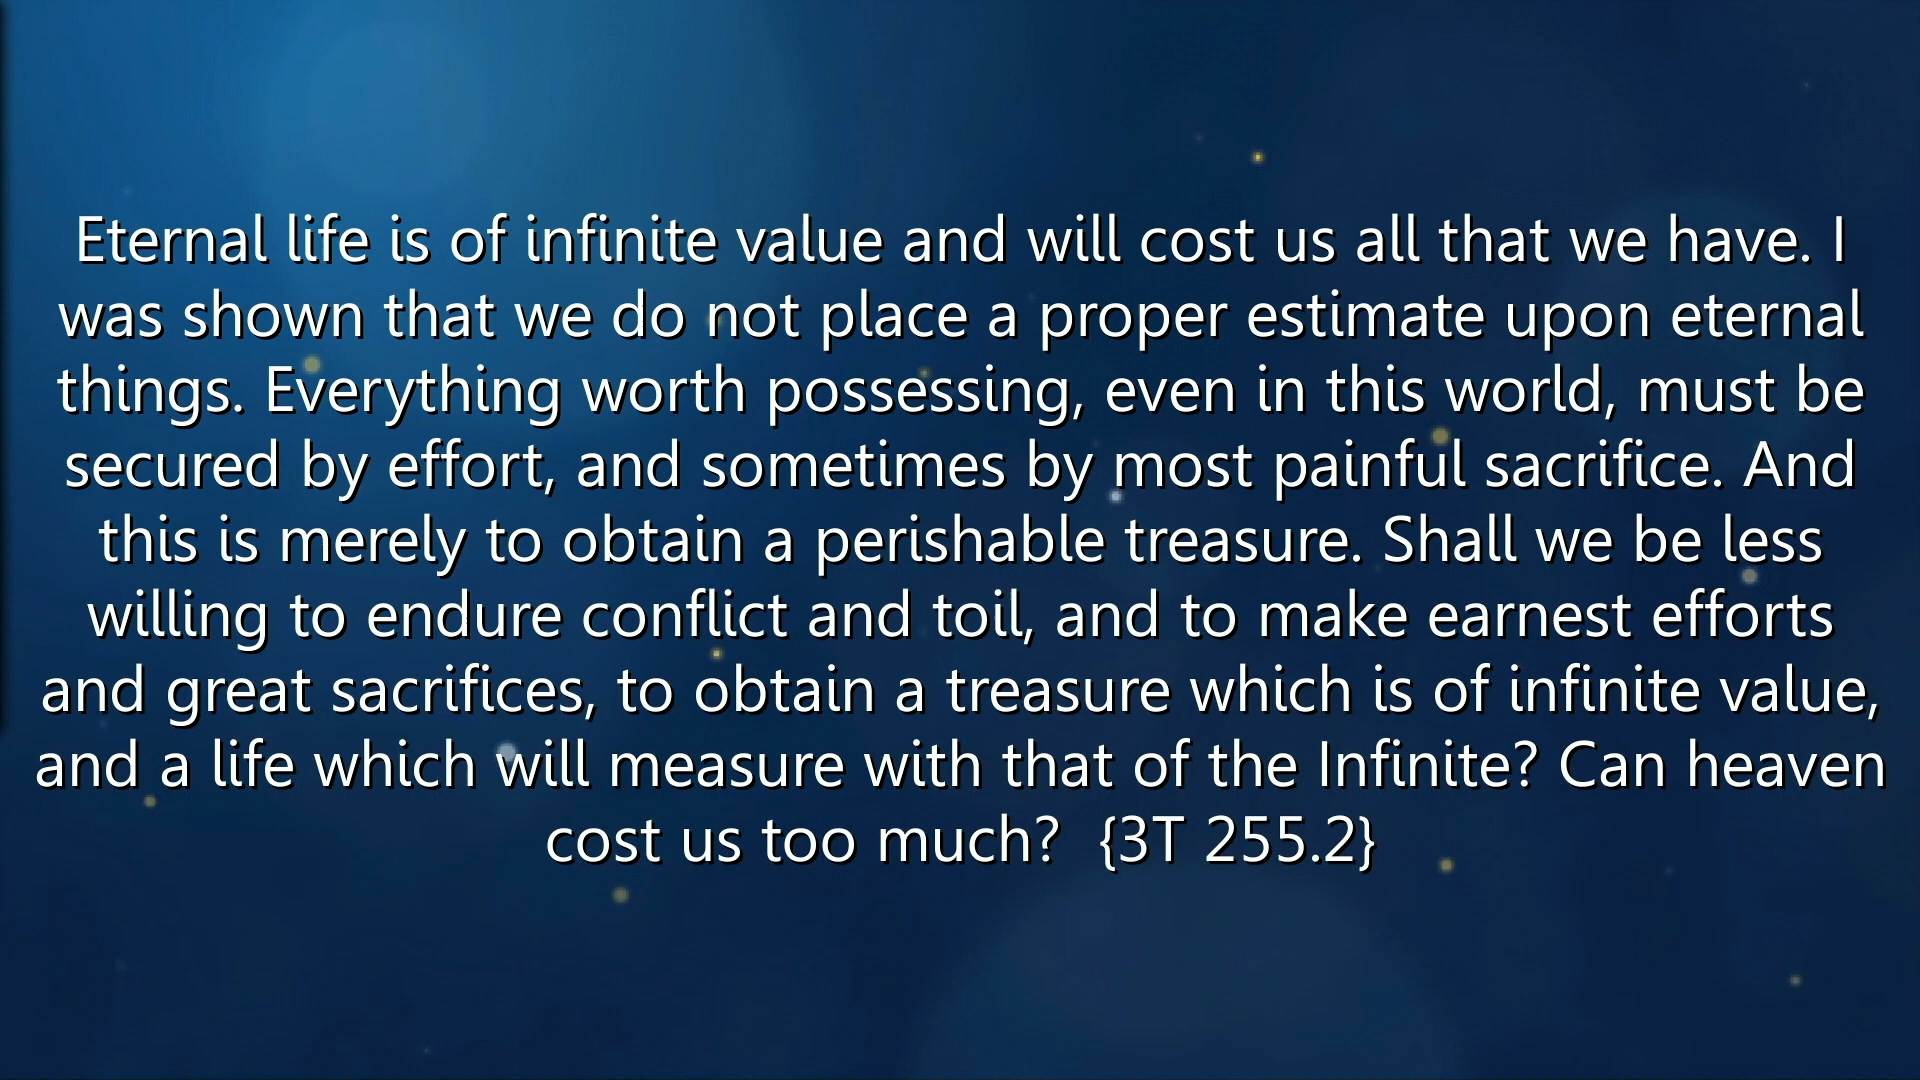 Eternal life is of infinite value and will cost us all that we have. I
was shown that we do not place a proper estimate upon eternal
things. Everything worth possessing, even in this world, must be
secured by effort, and sometimes by most painful sacrifice. And
this is merely to obtain a perishable treasure. Shall we be less
willing to endure conflict and toil, and to make earnest efforts
and great sacrifices, to obtain a treasure which is of infinite value,
and a life which will measure with that of the Infinite? Can heaven
cost us too much?  {3T 255.2}